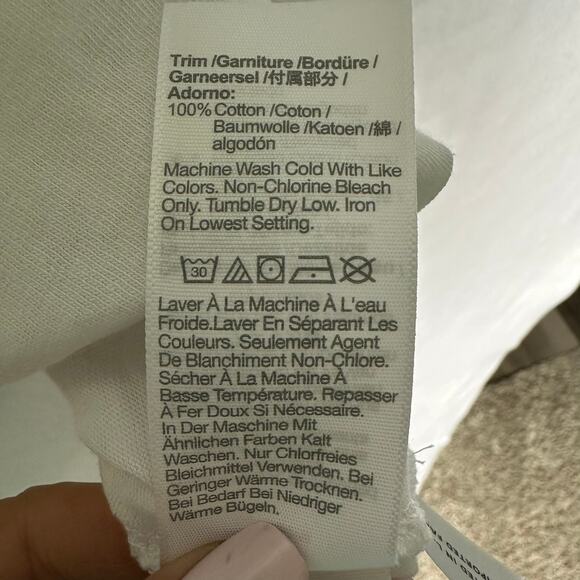 Trim /Garniture /Bordüre /
Garneersel /付属部分 /
Adorno:
100% Cotton /Coton /
Baumwolle /Katoen /綿 /
algodón
Machine Wash Cold With Like
Colors. Non-Chlorine Bleach
Only. Tumble Dry Low. Iron
On Lowest Setting.
30
Laver À La Machine À L'eau
Froide.Laver En Séparant Les
Couleurs. Seulement Agent
De Blanchiment Non-Chlore.
Sécher À La Machine À
Basse Température. Repasser
À Fer Doux Si Nécessaire.
In Der Maschine Mit
Ähnlichen Farben Kalt
Waschen. Nur Chlorfreies
Bleichmittel Verwenden. Bei
Geringer Wärme Trocknen.
Bei Bedarf Bei Niedriger
Wärme Bügeln.